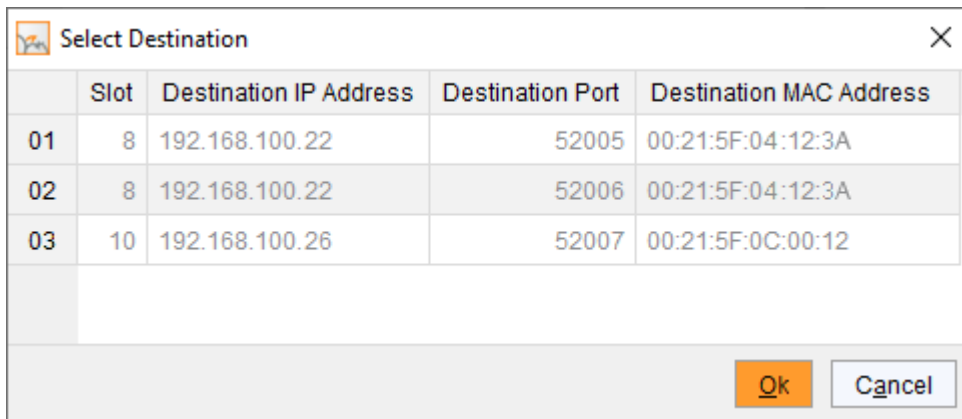 Select Destination
Slot Destination IP Address Destination Port Destination MAC Address
01 8 192.168.100.22 52005 00:21:5F:04:12:3A
02 8 192.168.100.22 52006 00:21:5F:04:12:3A
03 10 192.168.100.26 52007 00:21:5F:0C:00:12
Ok Cancel